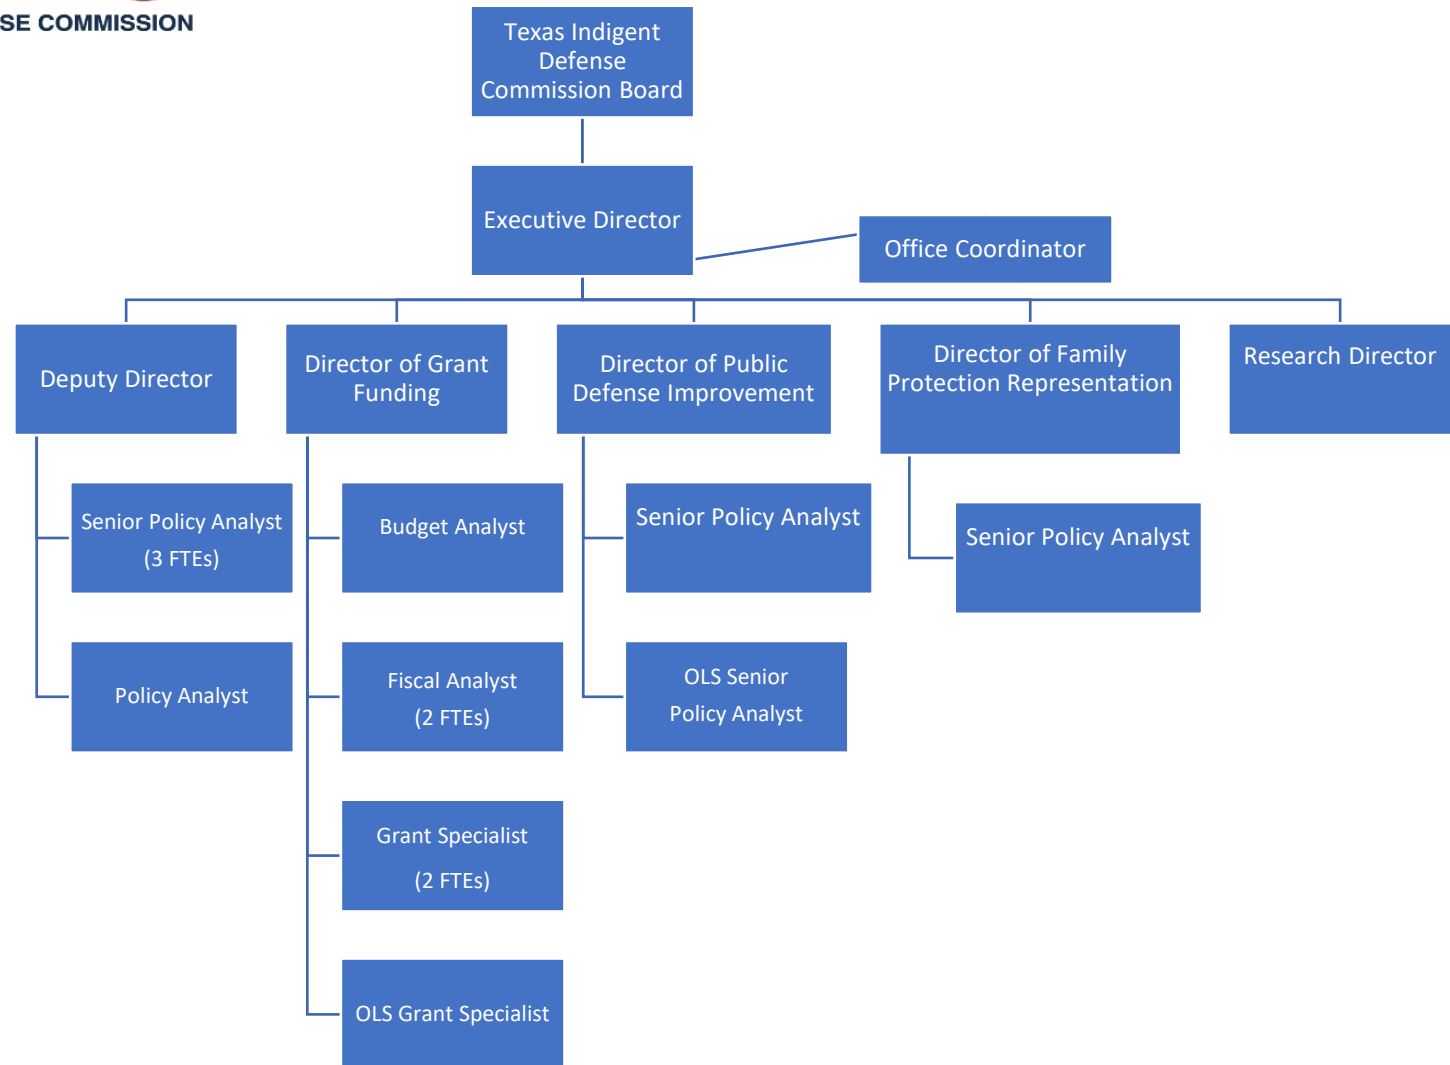 SE COMMISSION
Texas Indigent
Defense
Commission Board
Executive Director
Office Coordinator
Deputy Director
Director of Grant
Funding
Director of Public
Defense Improvement
Director of Family
Protection Representation
Research Director
Senior Policy Analyst
(3 FTEs)
Budget Analyst
Senior Policy Analyst
Senior Policy Analyst
Policy Analyst
Fiscal Analyst
(2 FTEs)
OLS Senior
Policy Analyst
Grant Specialist
(2 FTEs)
OLS Grant Specialist